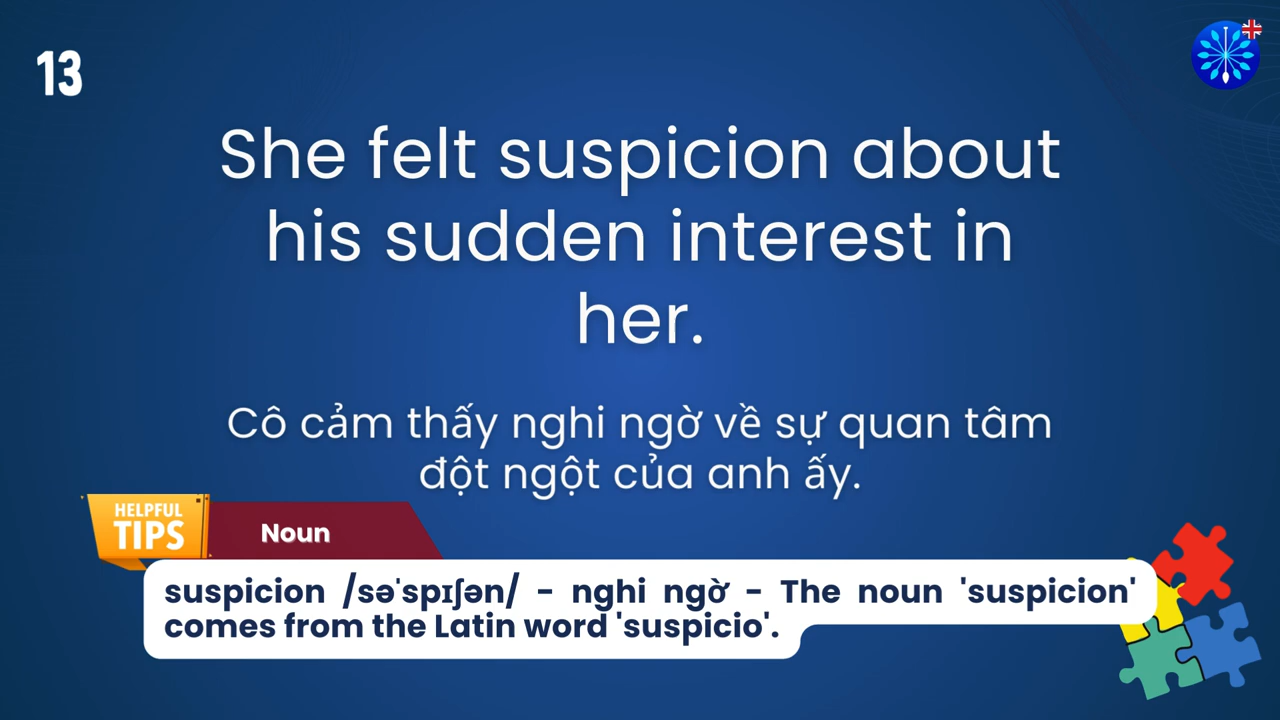 13
She felt suspicion about
his sudden interest in
her.
Cô cảm thấy nghi ngờ về sự quan tâm
đột ngột của anh ấy.
HELPFUL
TIPS
Noun
suspicion /səˈspɪʃən/ - nghi ngờ - The noun 'suspicion'
comes from the Latin word 'suspicio'.